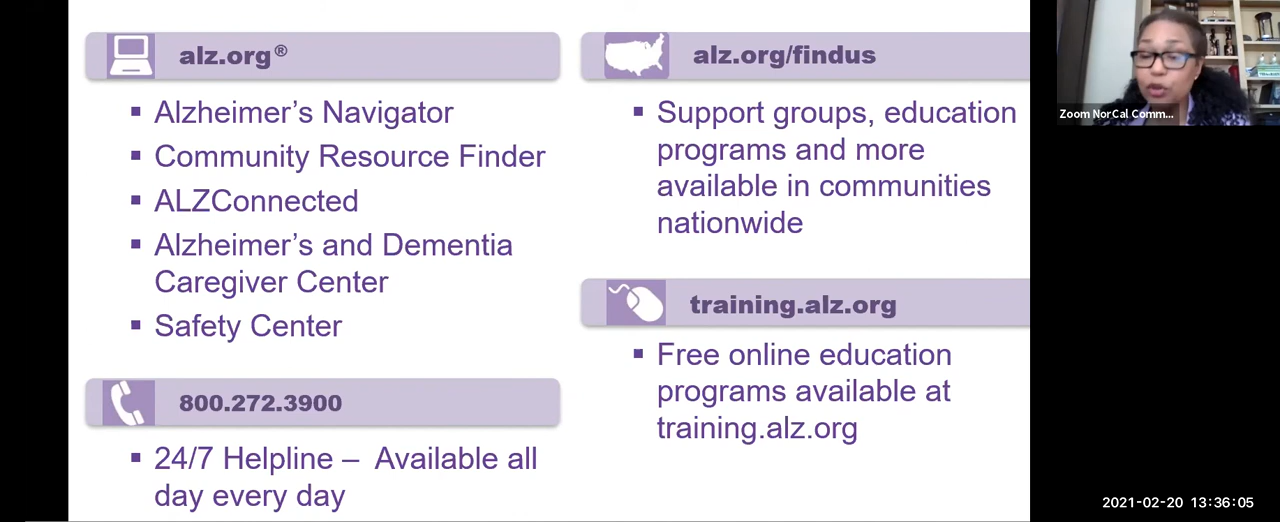 alz.org®
Alzheimer's Navigator
Community Resource Finder
ALZConnected
Alzheimer's and Dementia
Caregiver Center
Safety Center
800.272.3900
24/7 Helpline – Available all
day every day
alz.org/findus
Support groups, education
programs and more
available in communities
nationwide
training.alz.org
Free online education
programs available at
training.alz.org
Zoom NorCal Comm...
2021-02-20 13:36:05